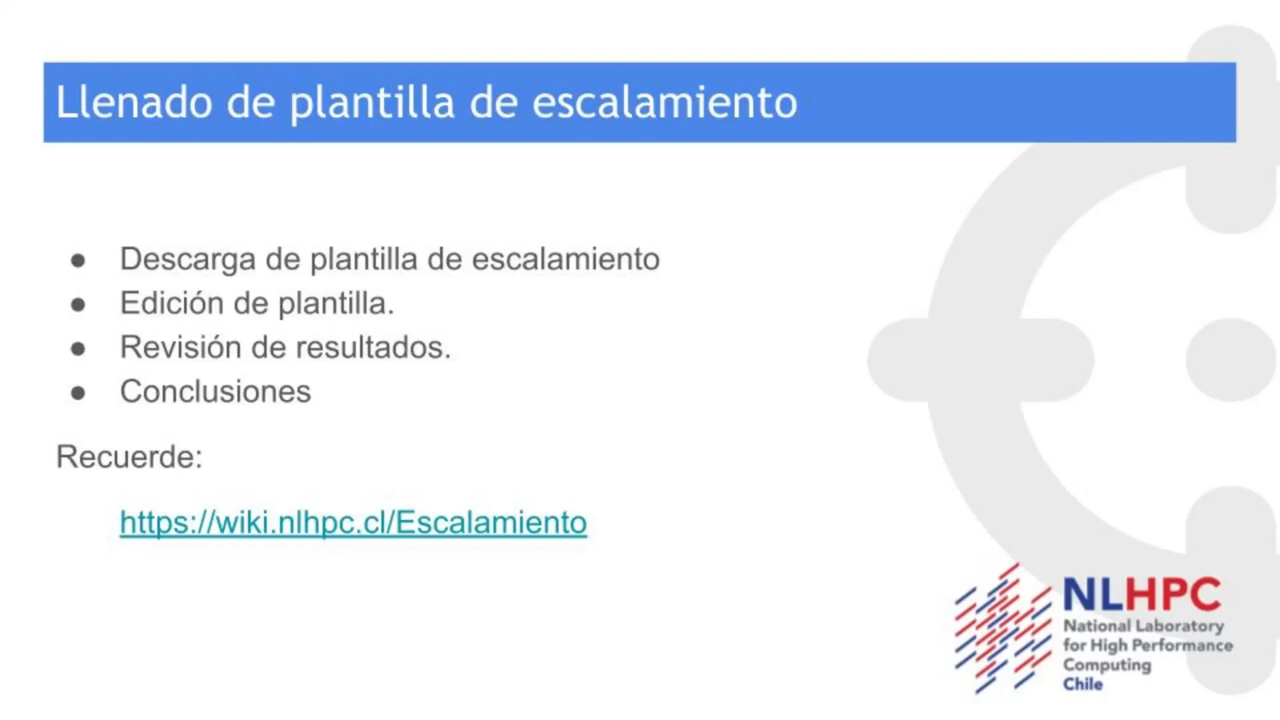 Llenado de plantilla de escalamiento
● Descarga de plantilla de escalamiento
● Edición de plantilla.
● Revisión de resultados.
● Conclusiones
Recuerde:
https://wiki.nlhpc.cl/Escalamiento
NLHPC
National Laboratory
for High Performance
Computing
Chile